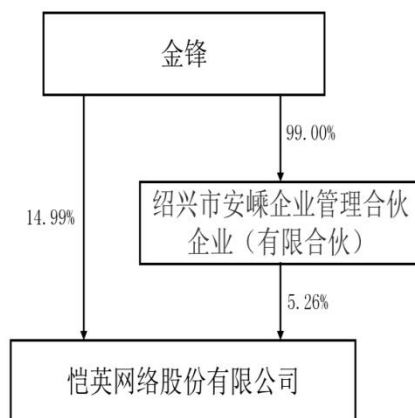 金锋
99.00%
14.99%
绍兴市安嵊企业管理合伙
企业（有限合伙）
5.26%
恺英网络股份有限公司